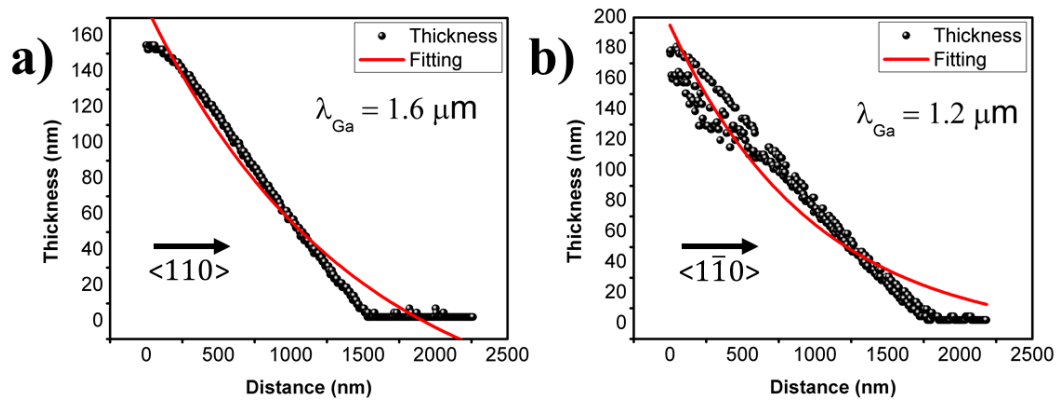 a)
160
140
120
100
80
60
40
20
0
Thickness (nm)
Thickness
Fitting
λGa = 1.6 μm
<110>
0 500 1000 1500 2000 2500
Distance (nm)
b)
200
180
160
140
120
100
80
60
40
20
0
Thickness (nm)
Thickness
Fitting
λGa = 1.2 μm
<11̄0>
0 500 1000 1500 2000 2500
Distance (nm)